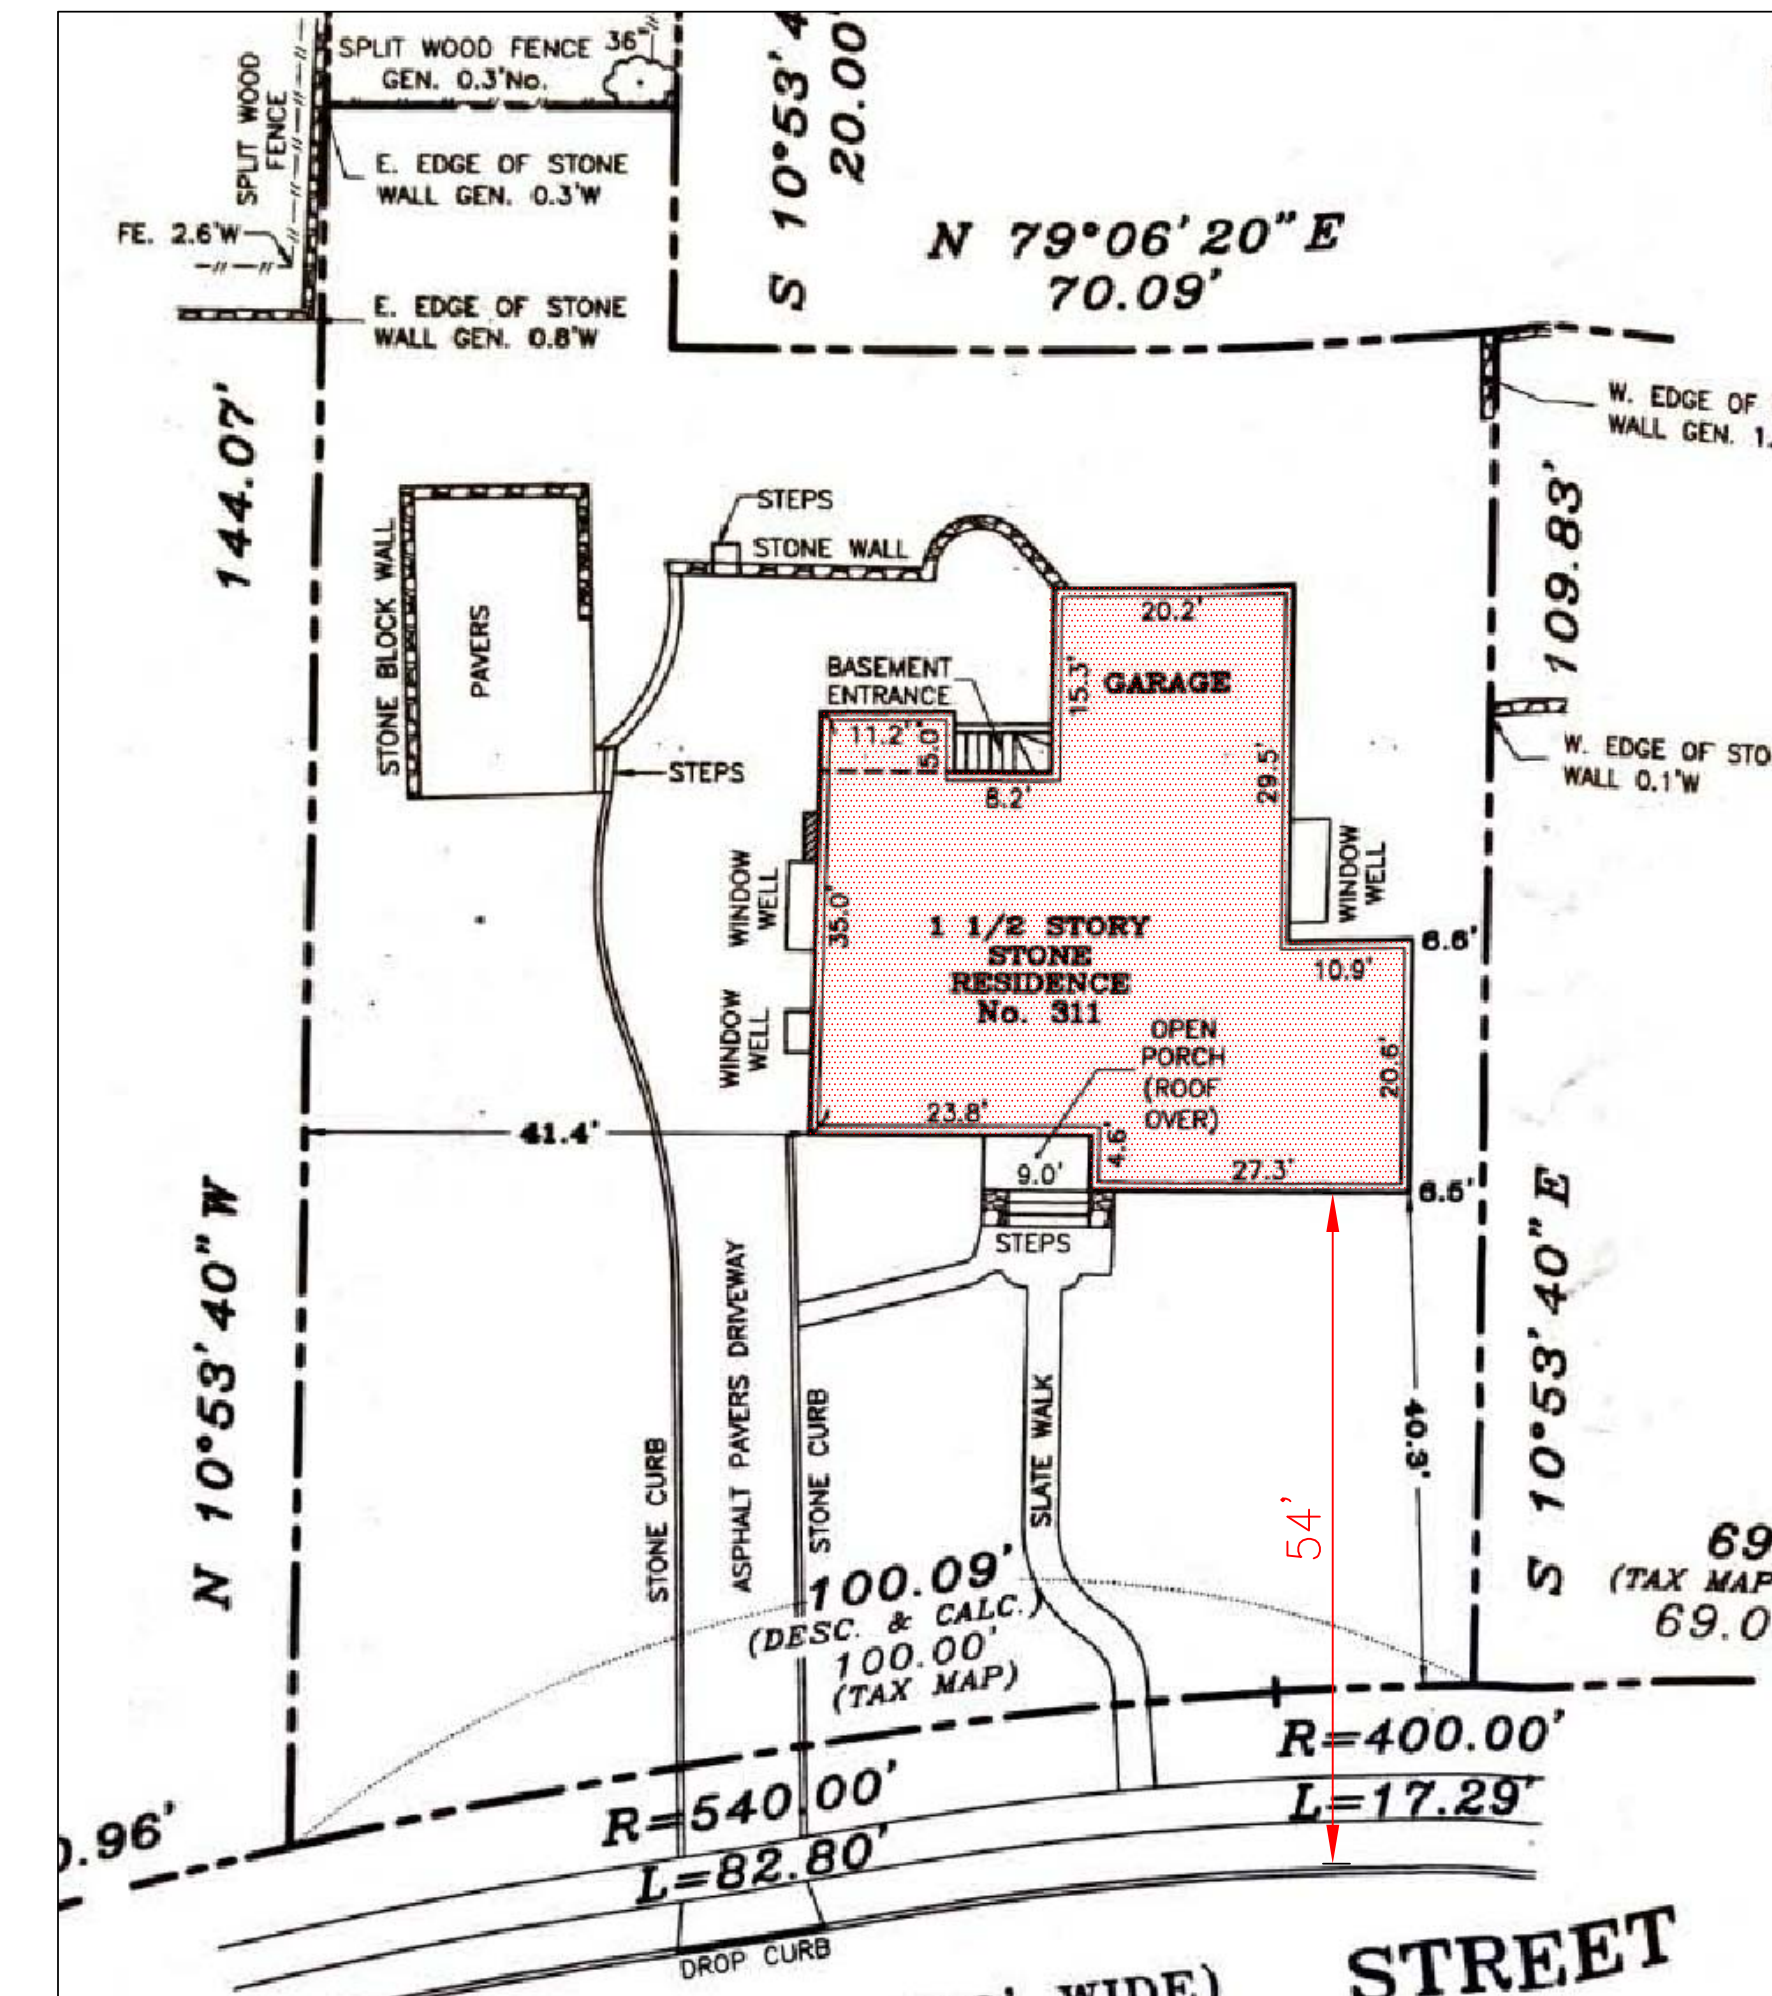 SPLIT WOOD FENCE 36"
GEN. 0.3'No.
SPLIT WOOD
FENCE
S 10°53' 4
20.00'
E. EDGE OF STONE
WALL GEN. 0.3'W
FE. 2.6'W
N 79°06'20"E
70.09'
E. EDGE OF STONE
WALL GEN. 0.8'W
144.07'
W. EDGE OF
WALL GEN. 1.
109.83'
STEPS
STONE WALL
STONE BLOCK WALL
PAVERS
20.2'
BASEMENT
ENTRANCE
15.3'
GARAGE
11.2'
5.0'
STEPS
8.2'
29.5'
W. EDGE OF STO
WALL 0.1'W
WINDOW
WELL
WINDOW
WELL
35.0'
1 1/2 STORY
STONE
RESIDENCE
No. 311
6.6'
10.9'
WINDOW
WELL
OPEN
PORCH
(ROOF
OVER)
20.6'
23.8'
41.4'
4.6'
9.0'
27.3'
6.5'
STEPS
N 10°53'40"W
ASPHALT PAVERS DRIVEWAY
STONE CURB
STONE CURB
SLATE WALK
40.3'
54'
S 10°53'40"E
100.09'
(DESC. & CALC.)
100.00'
(TAX MAP)
69
(TAX MAP
69.0
R=400.00'
L=17.29'
R=540.00'
L=82.80'
0.96'
DROP CURB
WIDE)
STREET